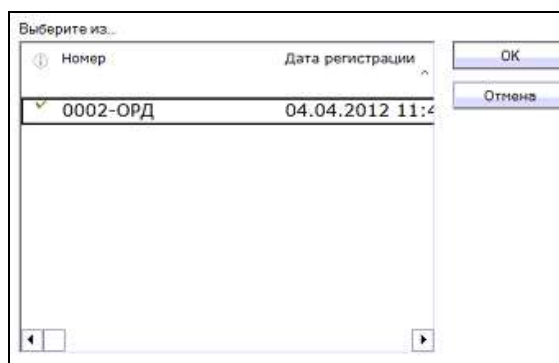 Выберите из...
Номер Дата регистрации OK
0002-ОРД 04.04.2012 11:4 Отмена